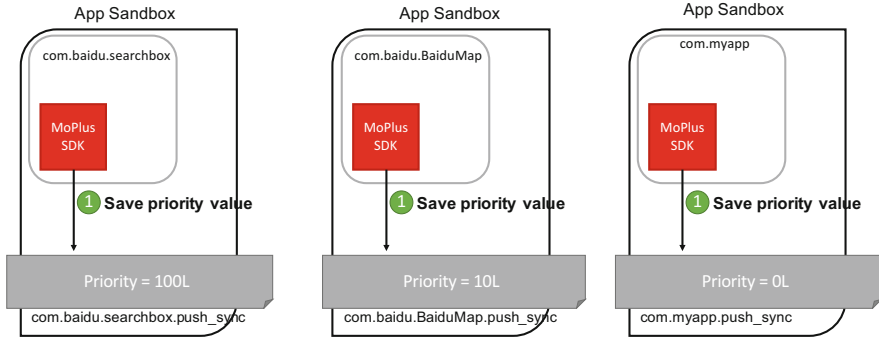 App Sandbox
com.baidu.searchbox
MoPlus
SDK
1 Save priority value
Priority = 100L
com.baidu.searchbox.push_sync
App Sandbox
com.baidu.BaiduMap
MoPlus
SDK
1 Save priority value
Priority = 10L
com.baidu.BaiduMap.push_sync
App Sandbox
com.myapp
MoPlus
SDK
1 Save priority value
Priority = 0L
com.myapp.push_sync